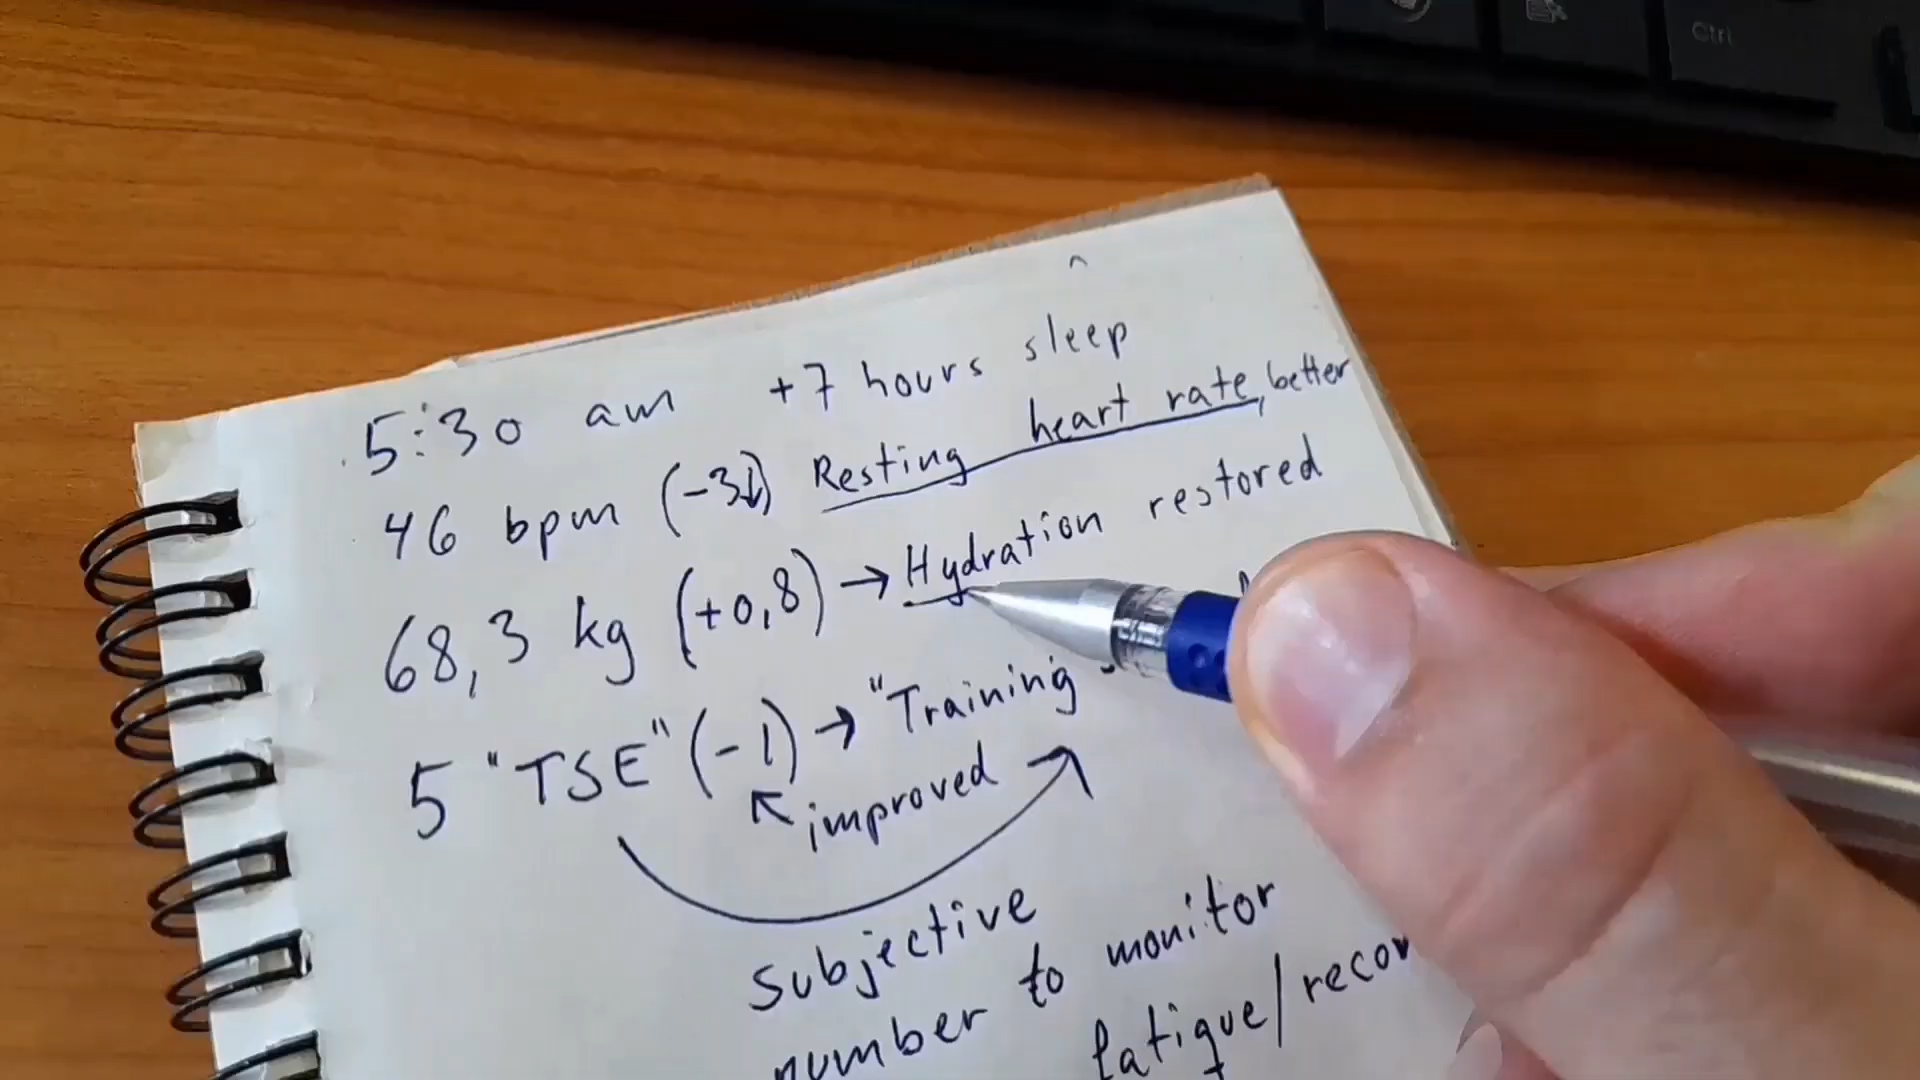 Ctrl
5:30 am +7 hours sleep
46 bpm (-3↓) Resting heart rate, better
68,3 kg (+0,8) → Hydration restored
5 "TSE" (-1) → "Training -
improved
Subjective
number to monitor
fatigue/